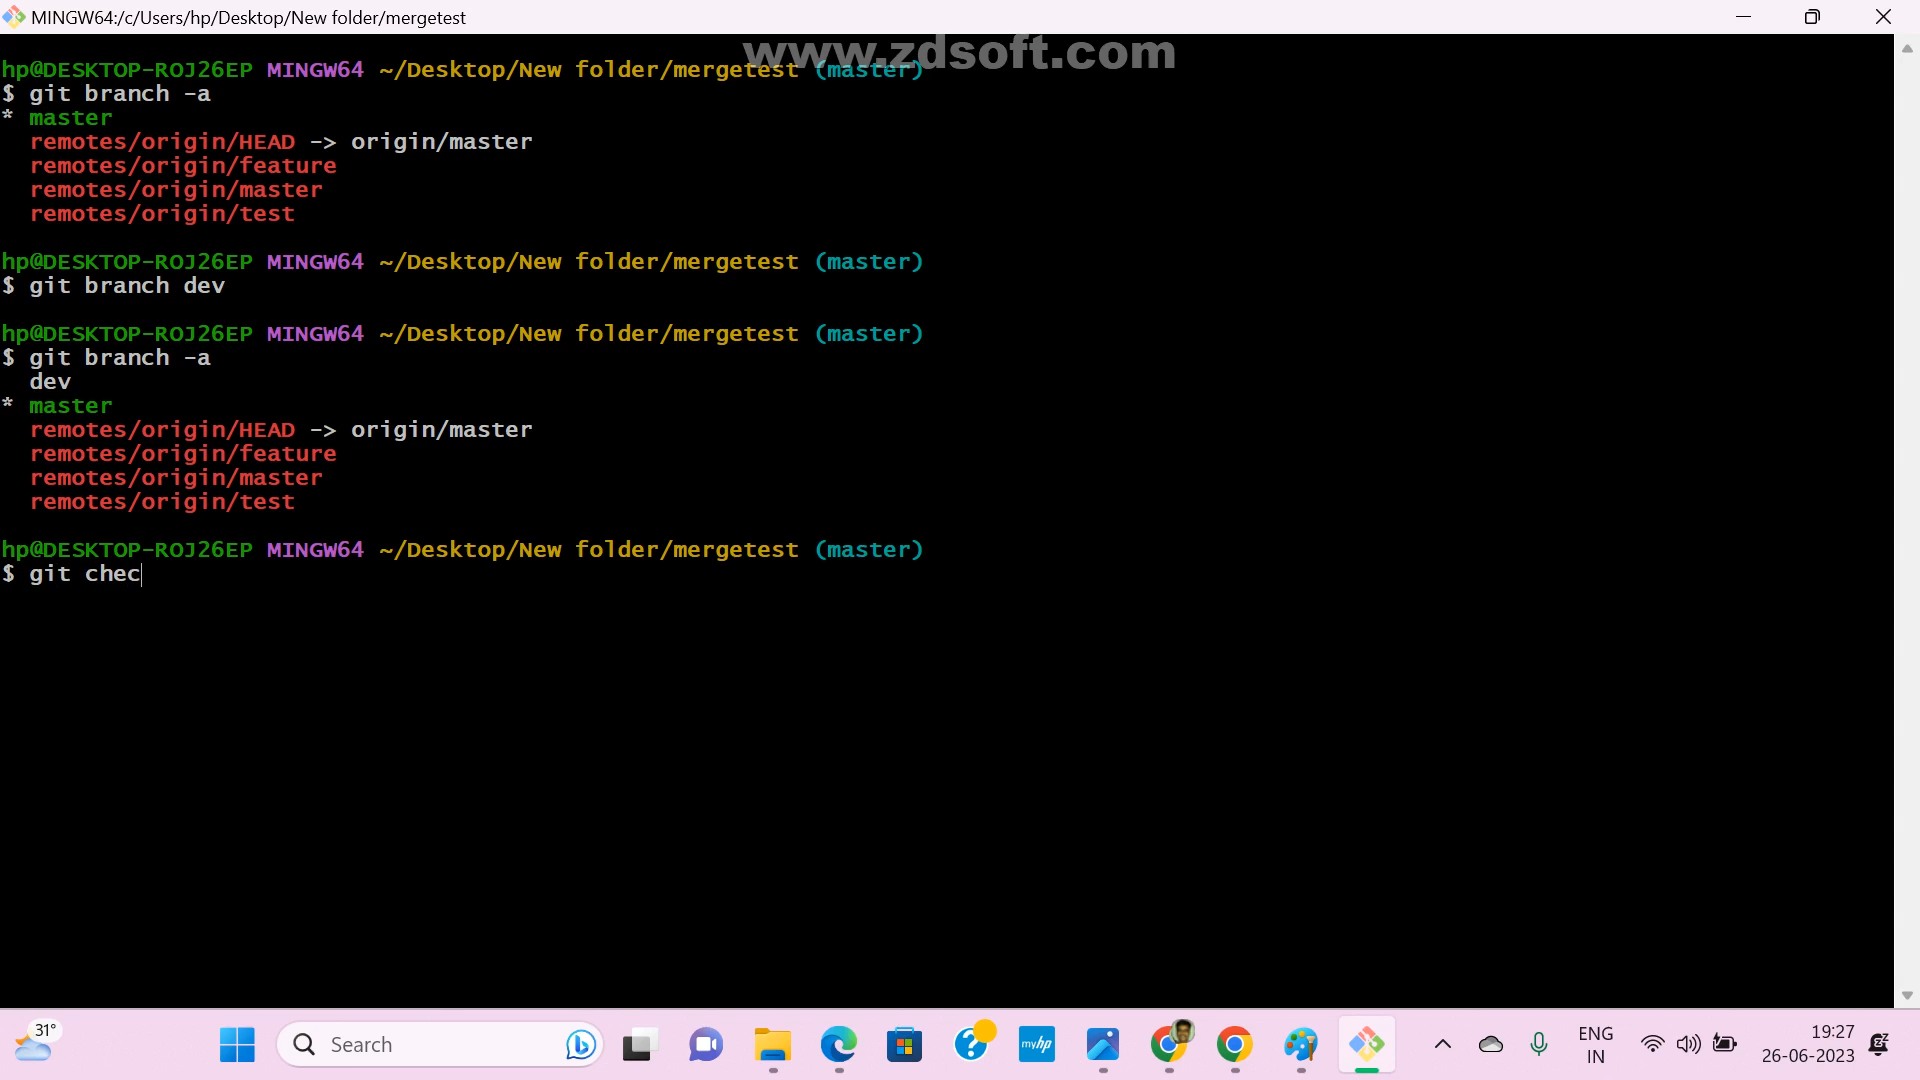 MINGW64:/c/Users/hp/Desktop/New folder/mergetest
www.zdsoft.com
hp@DESKTOP-ROJ26EP MINGW64 ~/Desktop/New folder/mergetest (master)
$ git branch -a
* master
remotes/origin/HEAD -> origin/master
remotes/origin/feature
remotes/origin/master
remotes/origin/test
hp@DESKTOP-ROJ26EP MINGW64 ~/Desktop/New folder/mergetest (master)
$ git branch dev
hp@DESKTOP-ROJ26EP MINGW64 ~/Desktop/New folder/mergetest (master)
$ git branch -a
dev
* master
remotes/origin/HEAD -> origin/master
remotes/origin/feature
remotes/origin/master
remotes/origin/test
hp@DESKTOP-ROJ26EP MINGW64 ~/Desktop/New folder/mergetest (master)
$ git chec
31°
Search
myhp
ENG
IN
19:27
26-06-2023